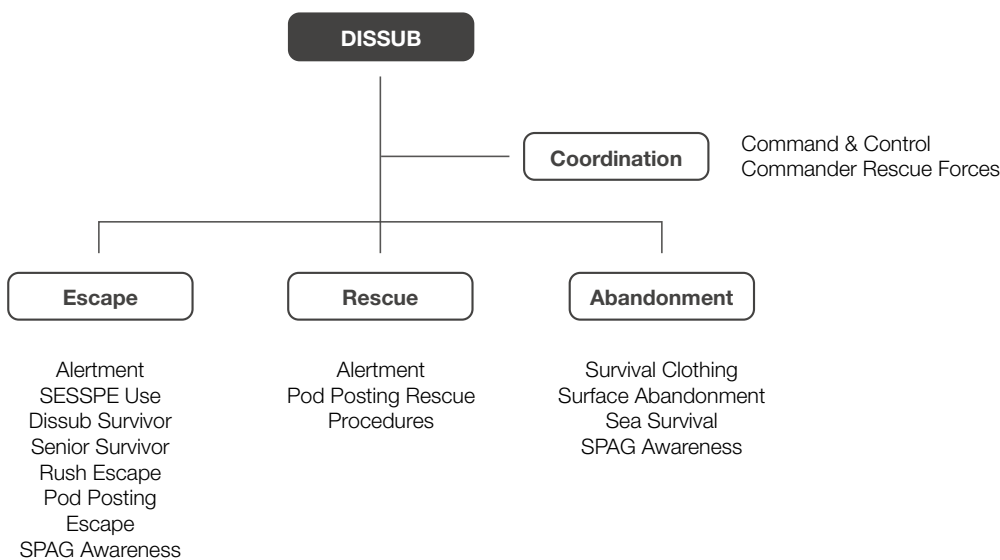 DISSUB
Coordination
Command & Control
Commander Rescue Forces
Escape
Rescue
Abandonment
Alertment
SESSPE Use
Dissub Survivor
Senior Survivor
Rush Escape
Pod Posting
Escape
SPAG Awareness
Alertment
Pod Posting Rescue
Procedures
Survival Clothing
Surface Abandonment
Sea Survival
SPAG Awareness